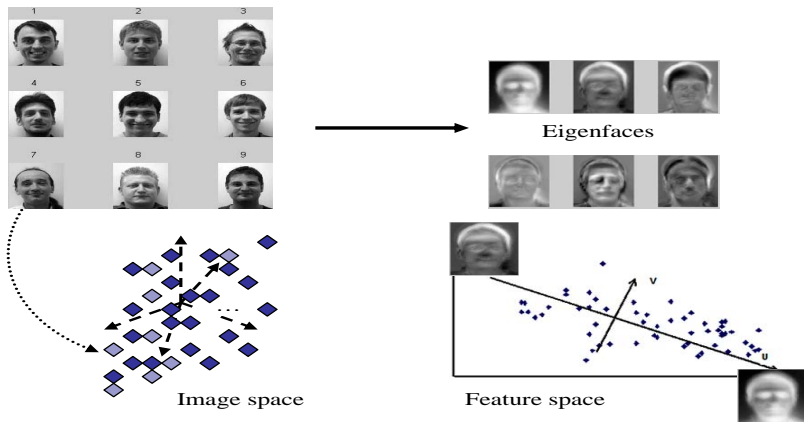 1 2 3
4 5 6
7 8 9
Eigenfaces
...
V
U
Image space
Feature space